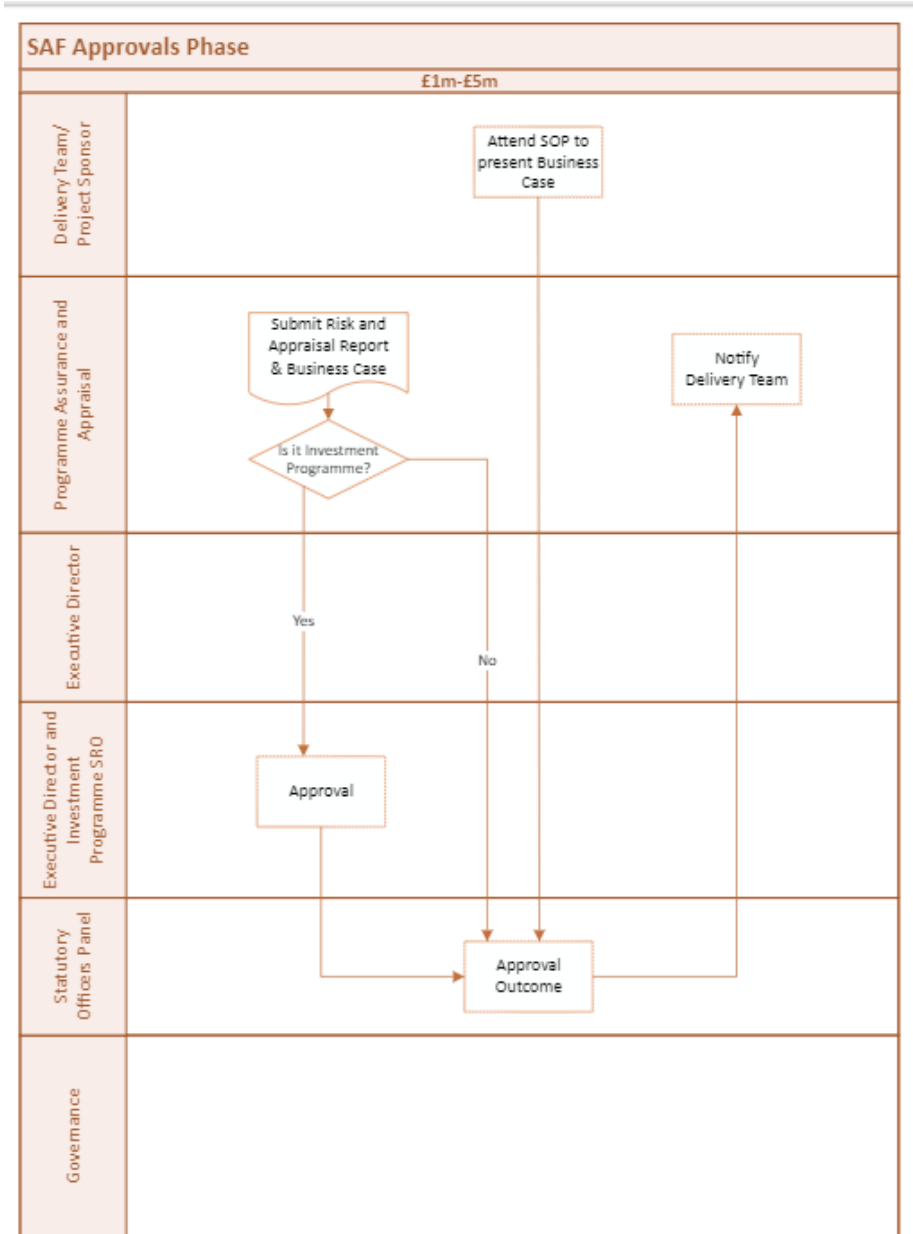 SAF Approvals Phase
£1m-£5m
Delivery Team/
Project Sponsor
Attend SOP to
present Business
Case
Programme Assurance and
Appraisal
Submit Risk and
Appraisal Report
& Business Case
Is it Investment
Programme?
Notify
Delivery Team
Executive Director
Yes
No
Executive Director and
Investment
Programme SRO
Approval
Statutory
Officers Panel
Approval
Outcome
Governance